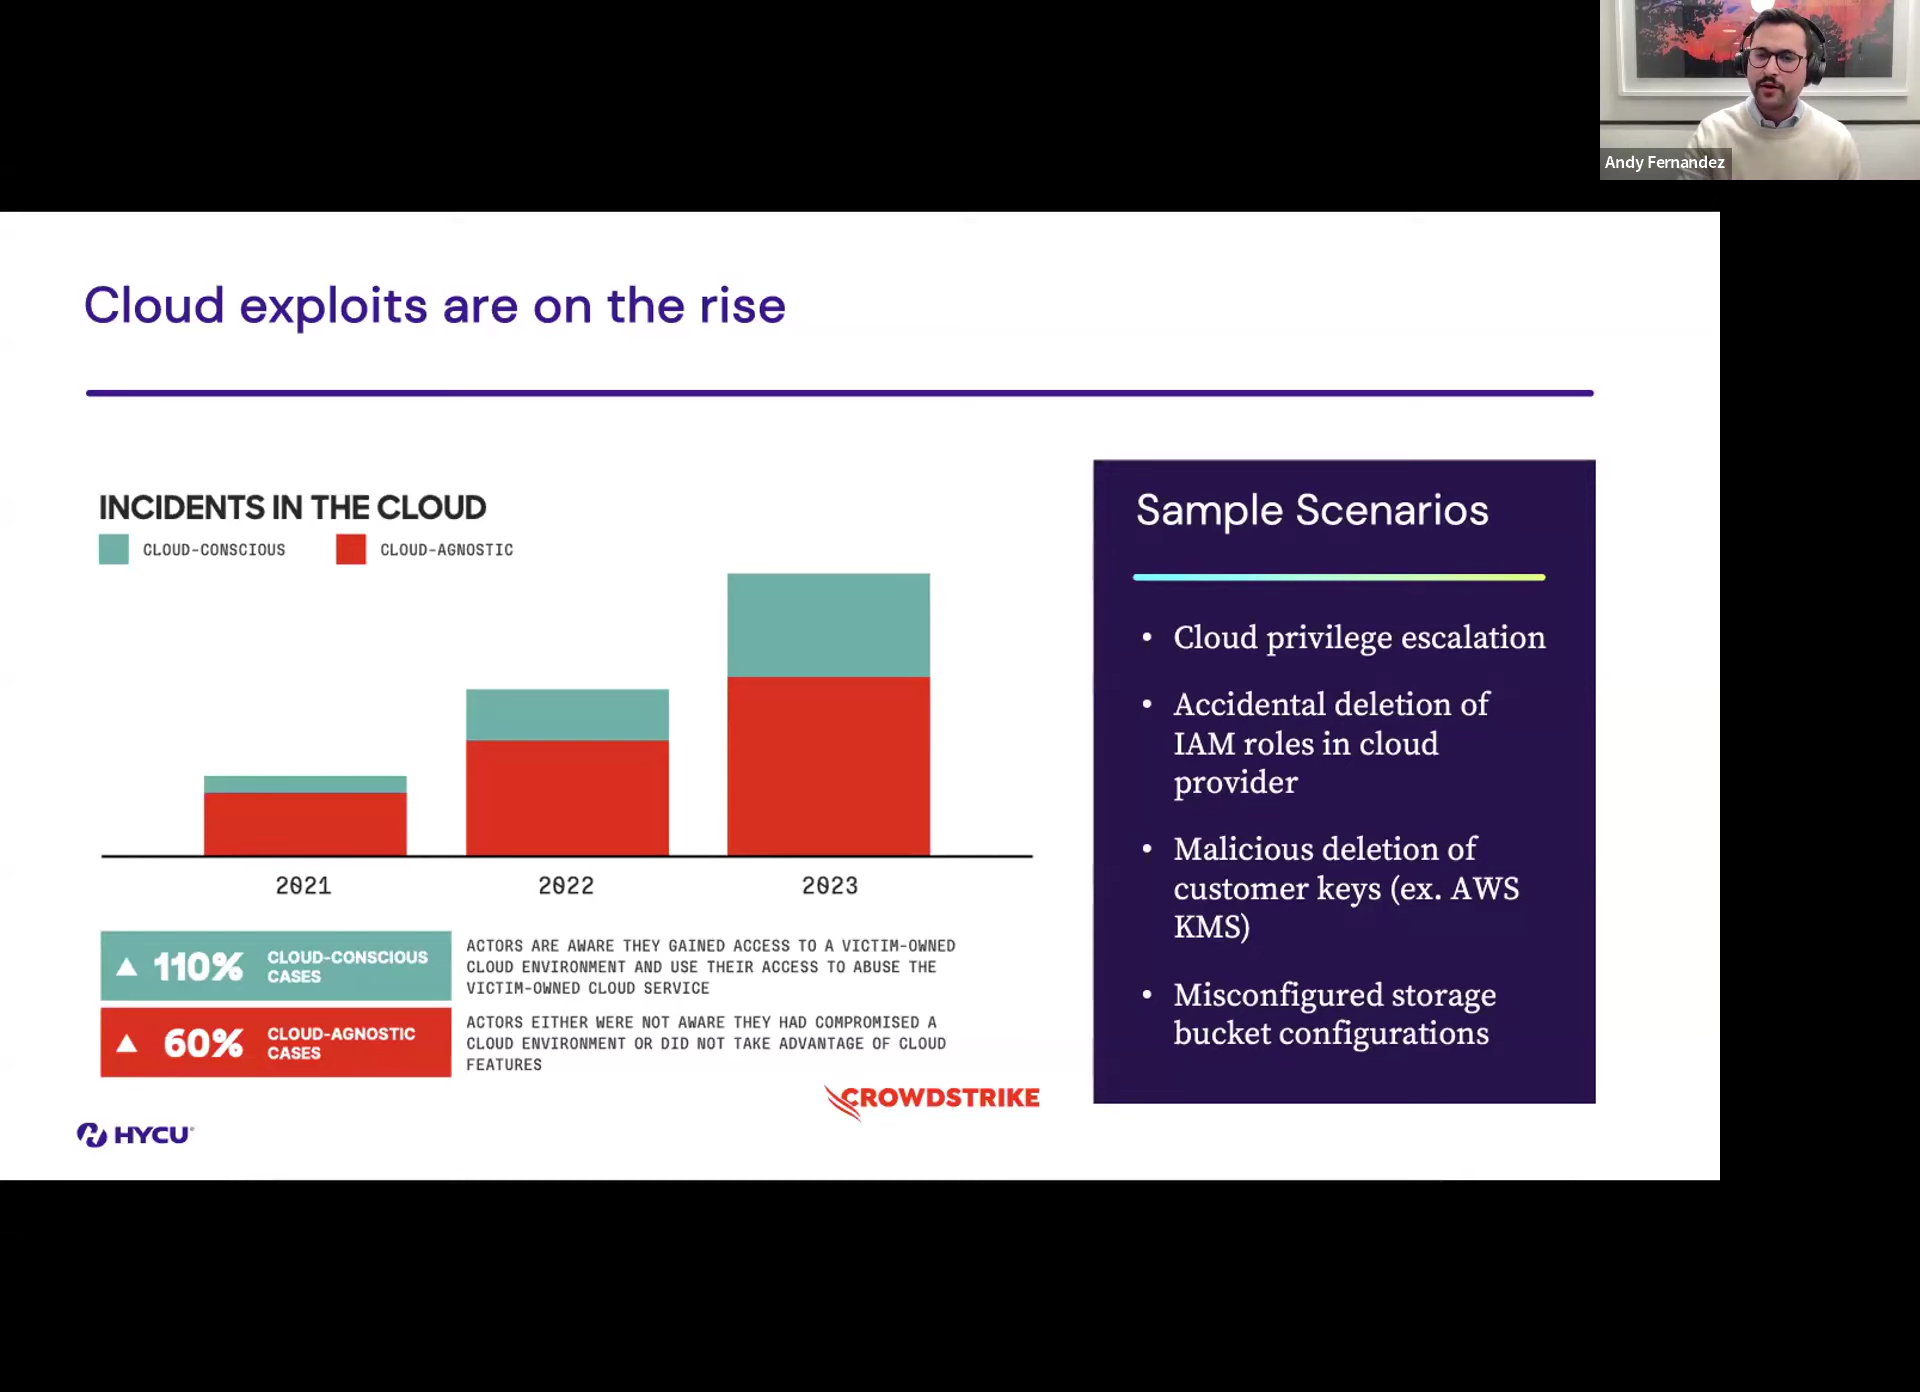 Andy Fernandez
Cloud exploits are on the rise
INCIDENTS IN THE CLOUD
CLOUD-CONSCIOUS
CLOUD-AGNOSTIC
2021
2022
2023
▲ 110% CLOUD-CONSCIOUS
CASES
ACTORS ARE AWARE THEY GAINED ACCESS TO A VICTIM-OWNED
CLOUD ENVIRONMENT AND USE THEIR ACCESS TO ABUSE THE
VICTIM-OWNED CLOUD SERVICE
▲ 60% CLOUD-AGNOSTIC
CASES
ACTORS EITHER WERE NOT AWARE THEY HAD COMPROMISED A
CLOUD ENVIRONMENT OR DID NOT TAKE ADVANTAGE OF CLOUD
FEATURES
CROWDSTRIKE
HYCU
Sample Scenarios
• Cloud privilege escalation
• Accidental deletion of
IAM roles in cloud
provider
• Malicious deletion of
customer keys (ex. AWS
KMS)
• Misconfigured storage
bucket configurations